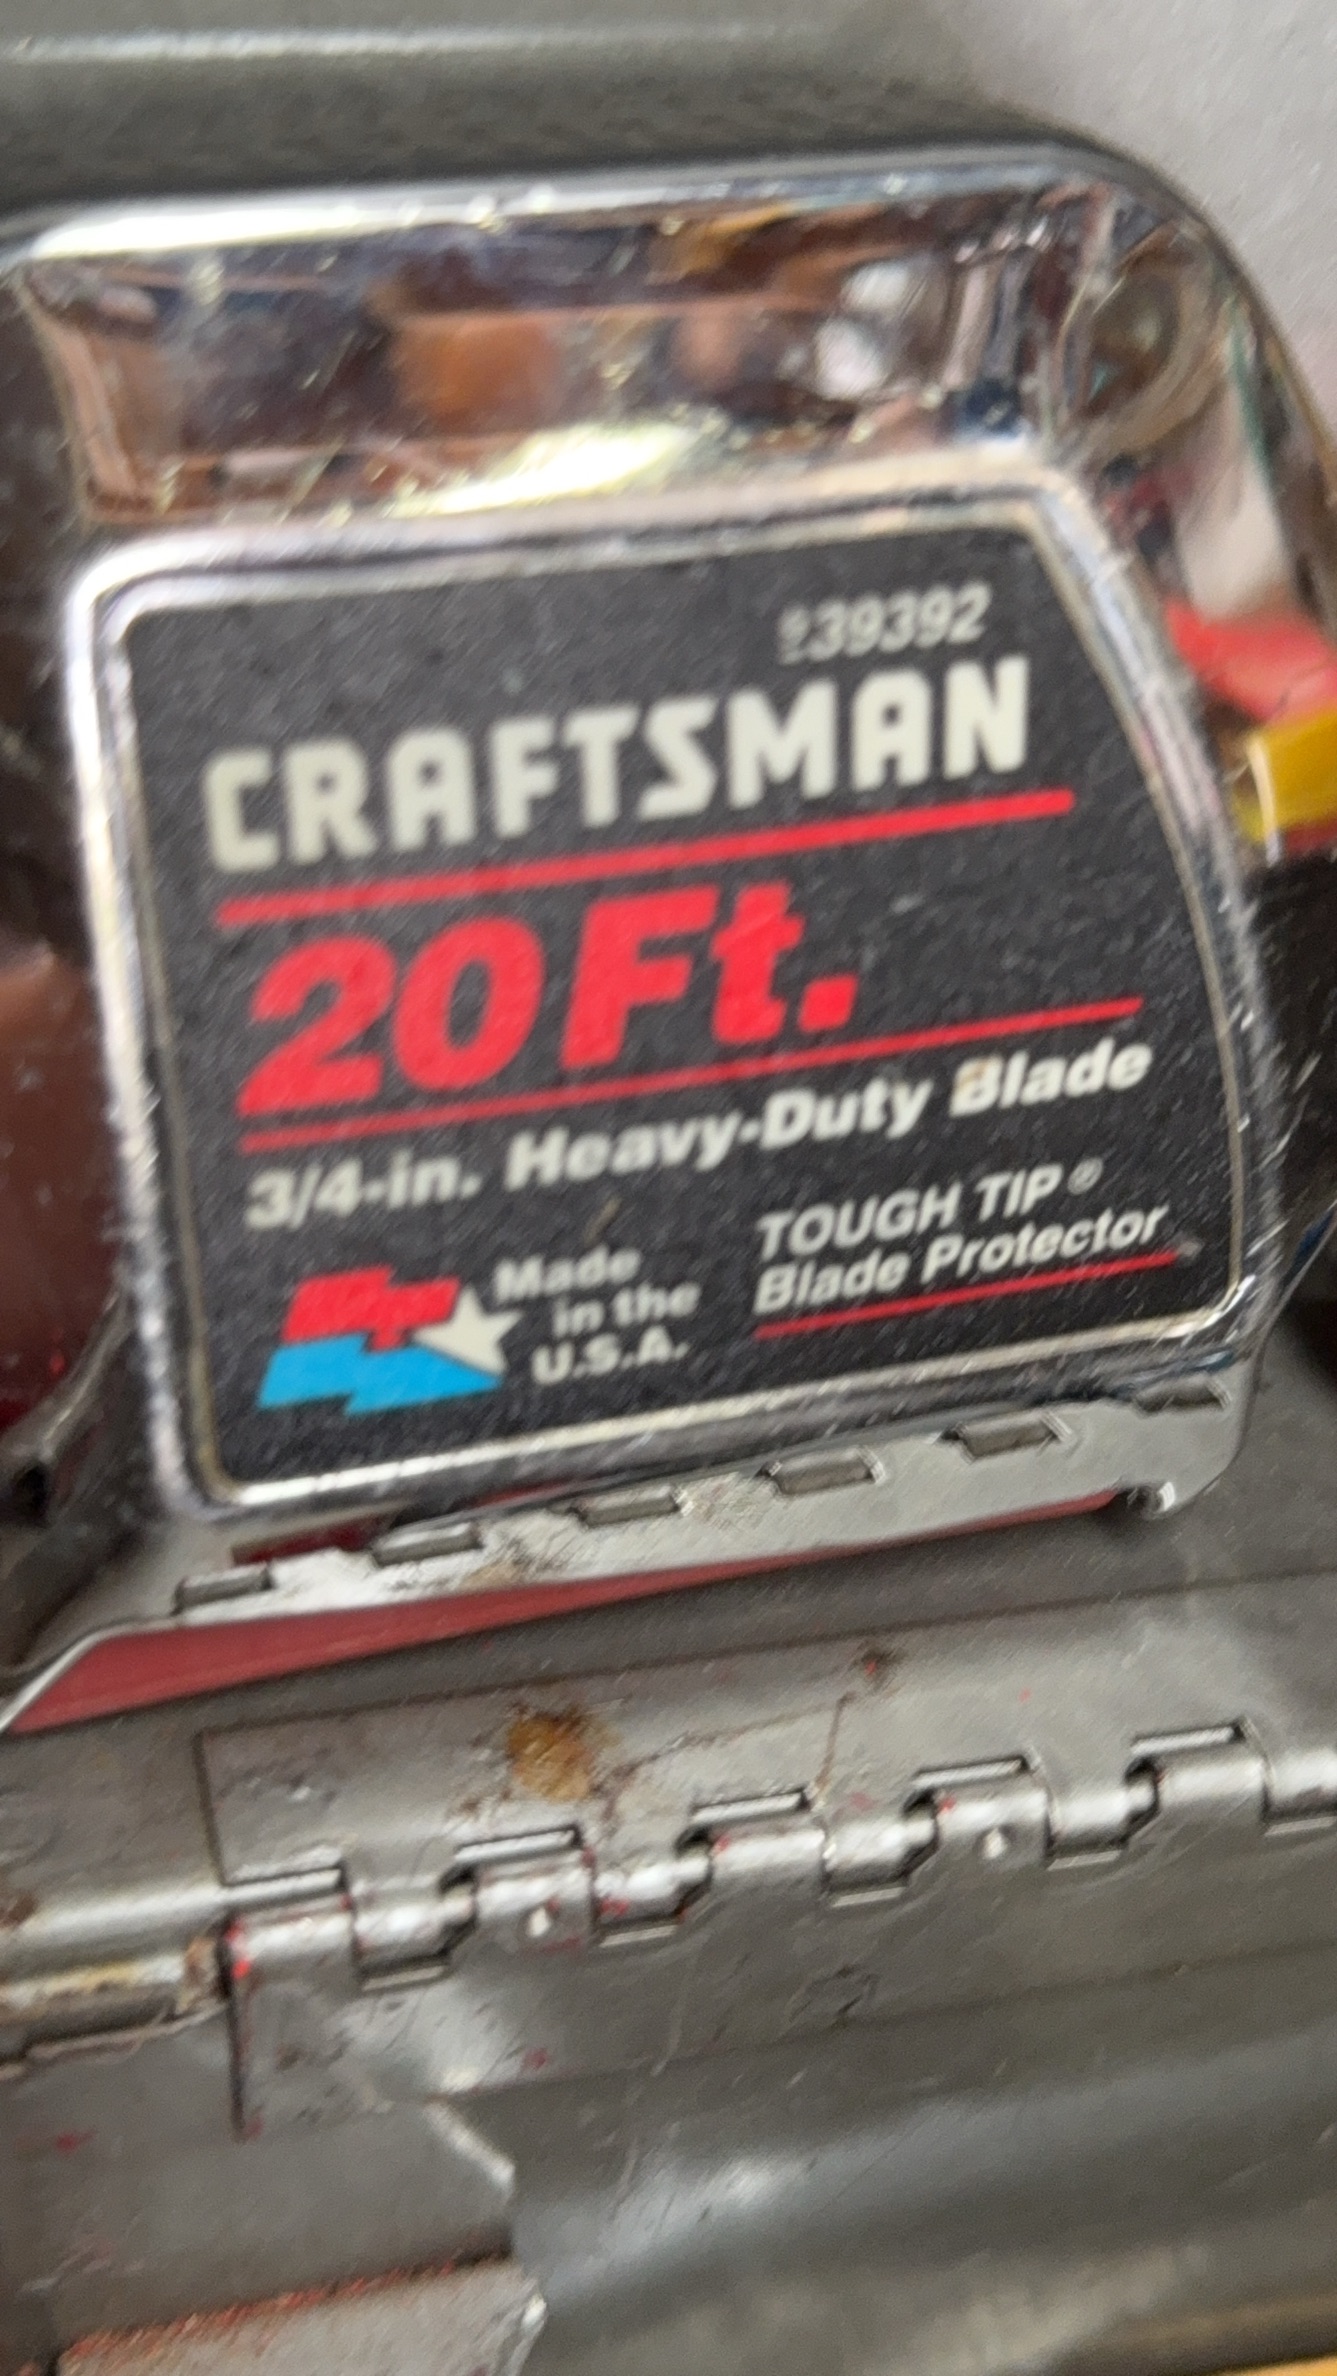 39392
CRAFTSMAN
20 Ft.
3/4-in. Heavy-Duty Blade
Made
in the
U.S.A.
TOUGH TIP®
Blade Protector